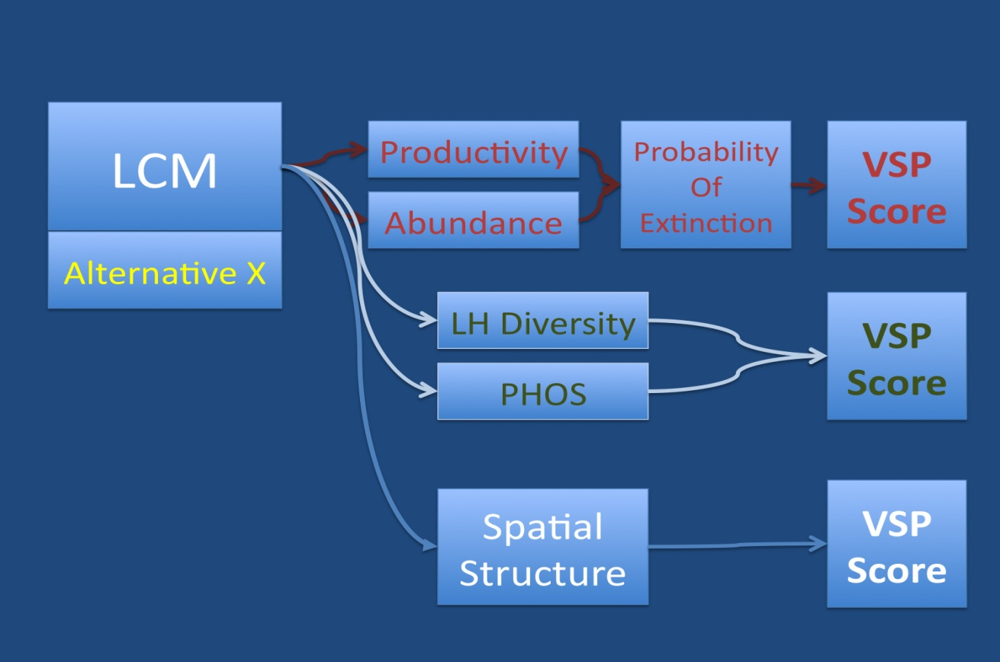 LCM
Alternative X
Productivity
Abundance
Probability
Of
Extinction
VSP
Score
LH Diversity
PHOS
VSP
Score
Spatial
Structure
VSP
Score